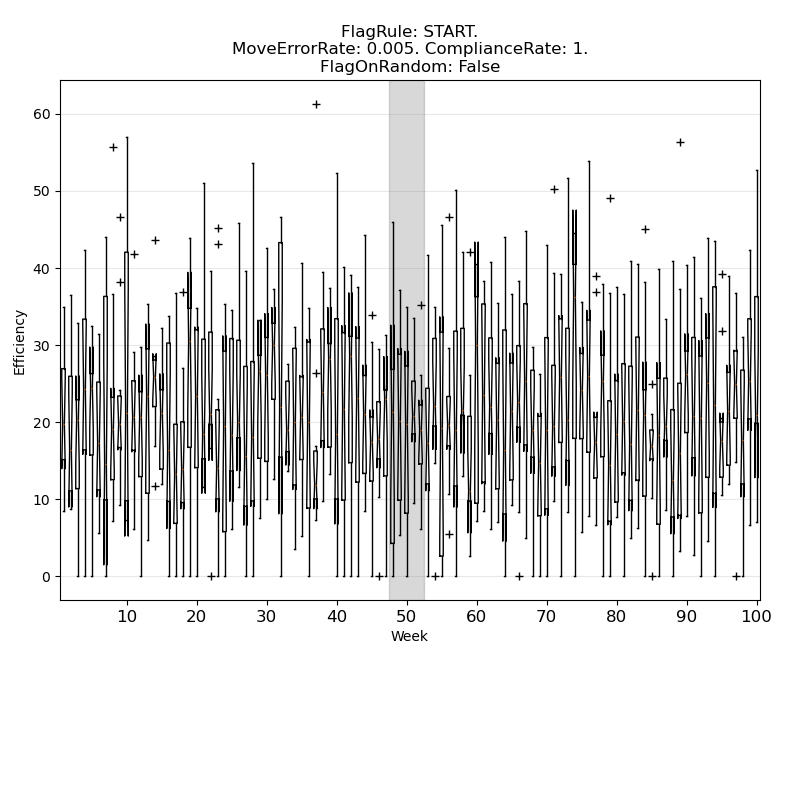 FlagRule: START.
MoveErrorRate: 0.005. ComplianceRate: 1.
FlagOnRandom: False
60
50
40
30
20
10
0
Efficiency
10 20 30 40 50 60 70 80 90 100
Week